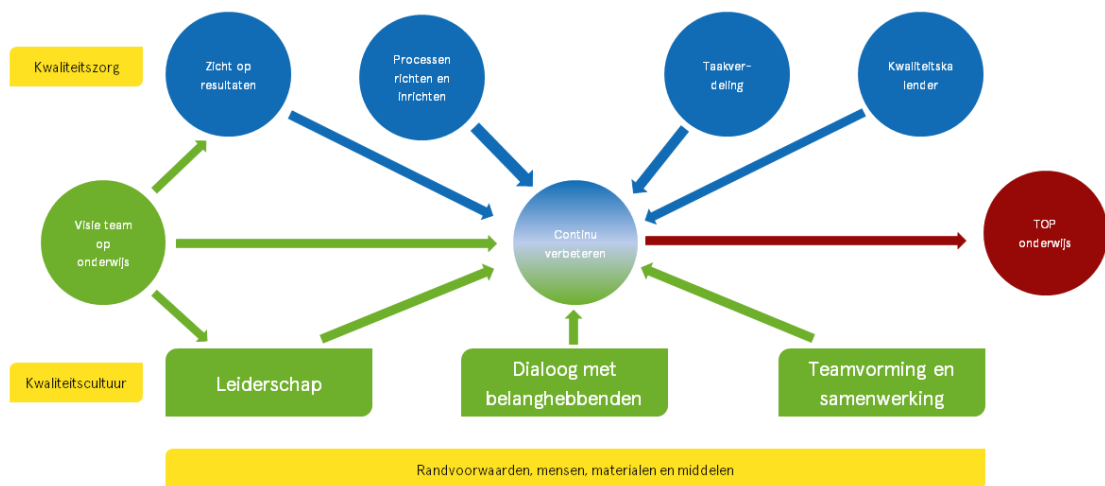 Kwaliteitszorg
Zicht op
resultaten
Processen
richten en
inrichten
Taakver-
deling
Kwaliteitska
lender
Visie team
op
onderwijs
Continu
verbeteren
TOP
onderwijs
Kwaliteitscultuur
Leiderschap
Dialoog met
belanghebbenden
Teamvorming en
samenwerking
Randvoorwaarden, mensen, materialen en middelen